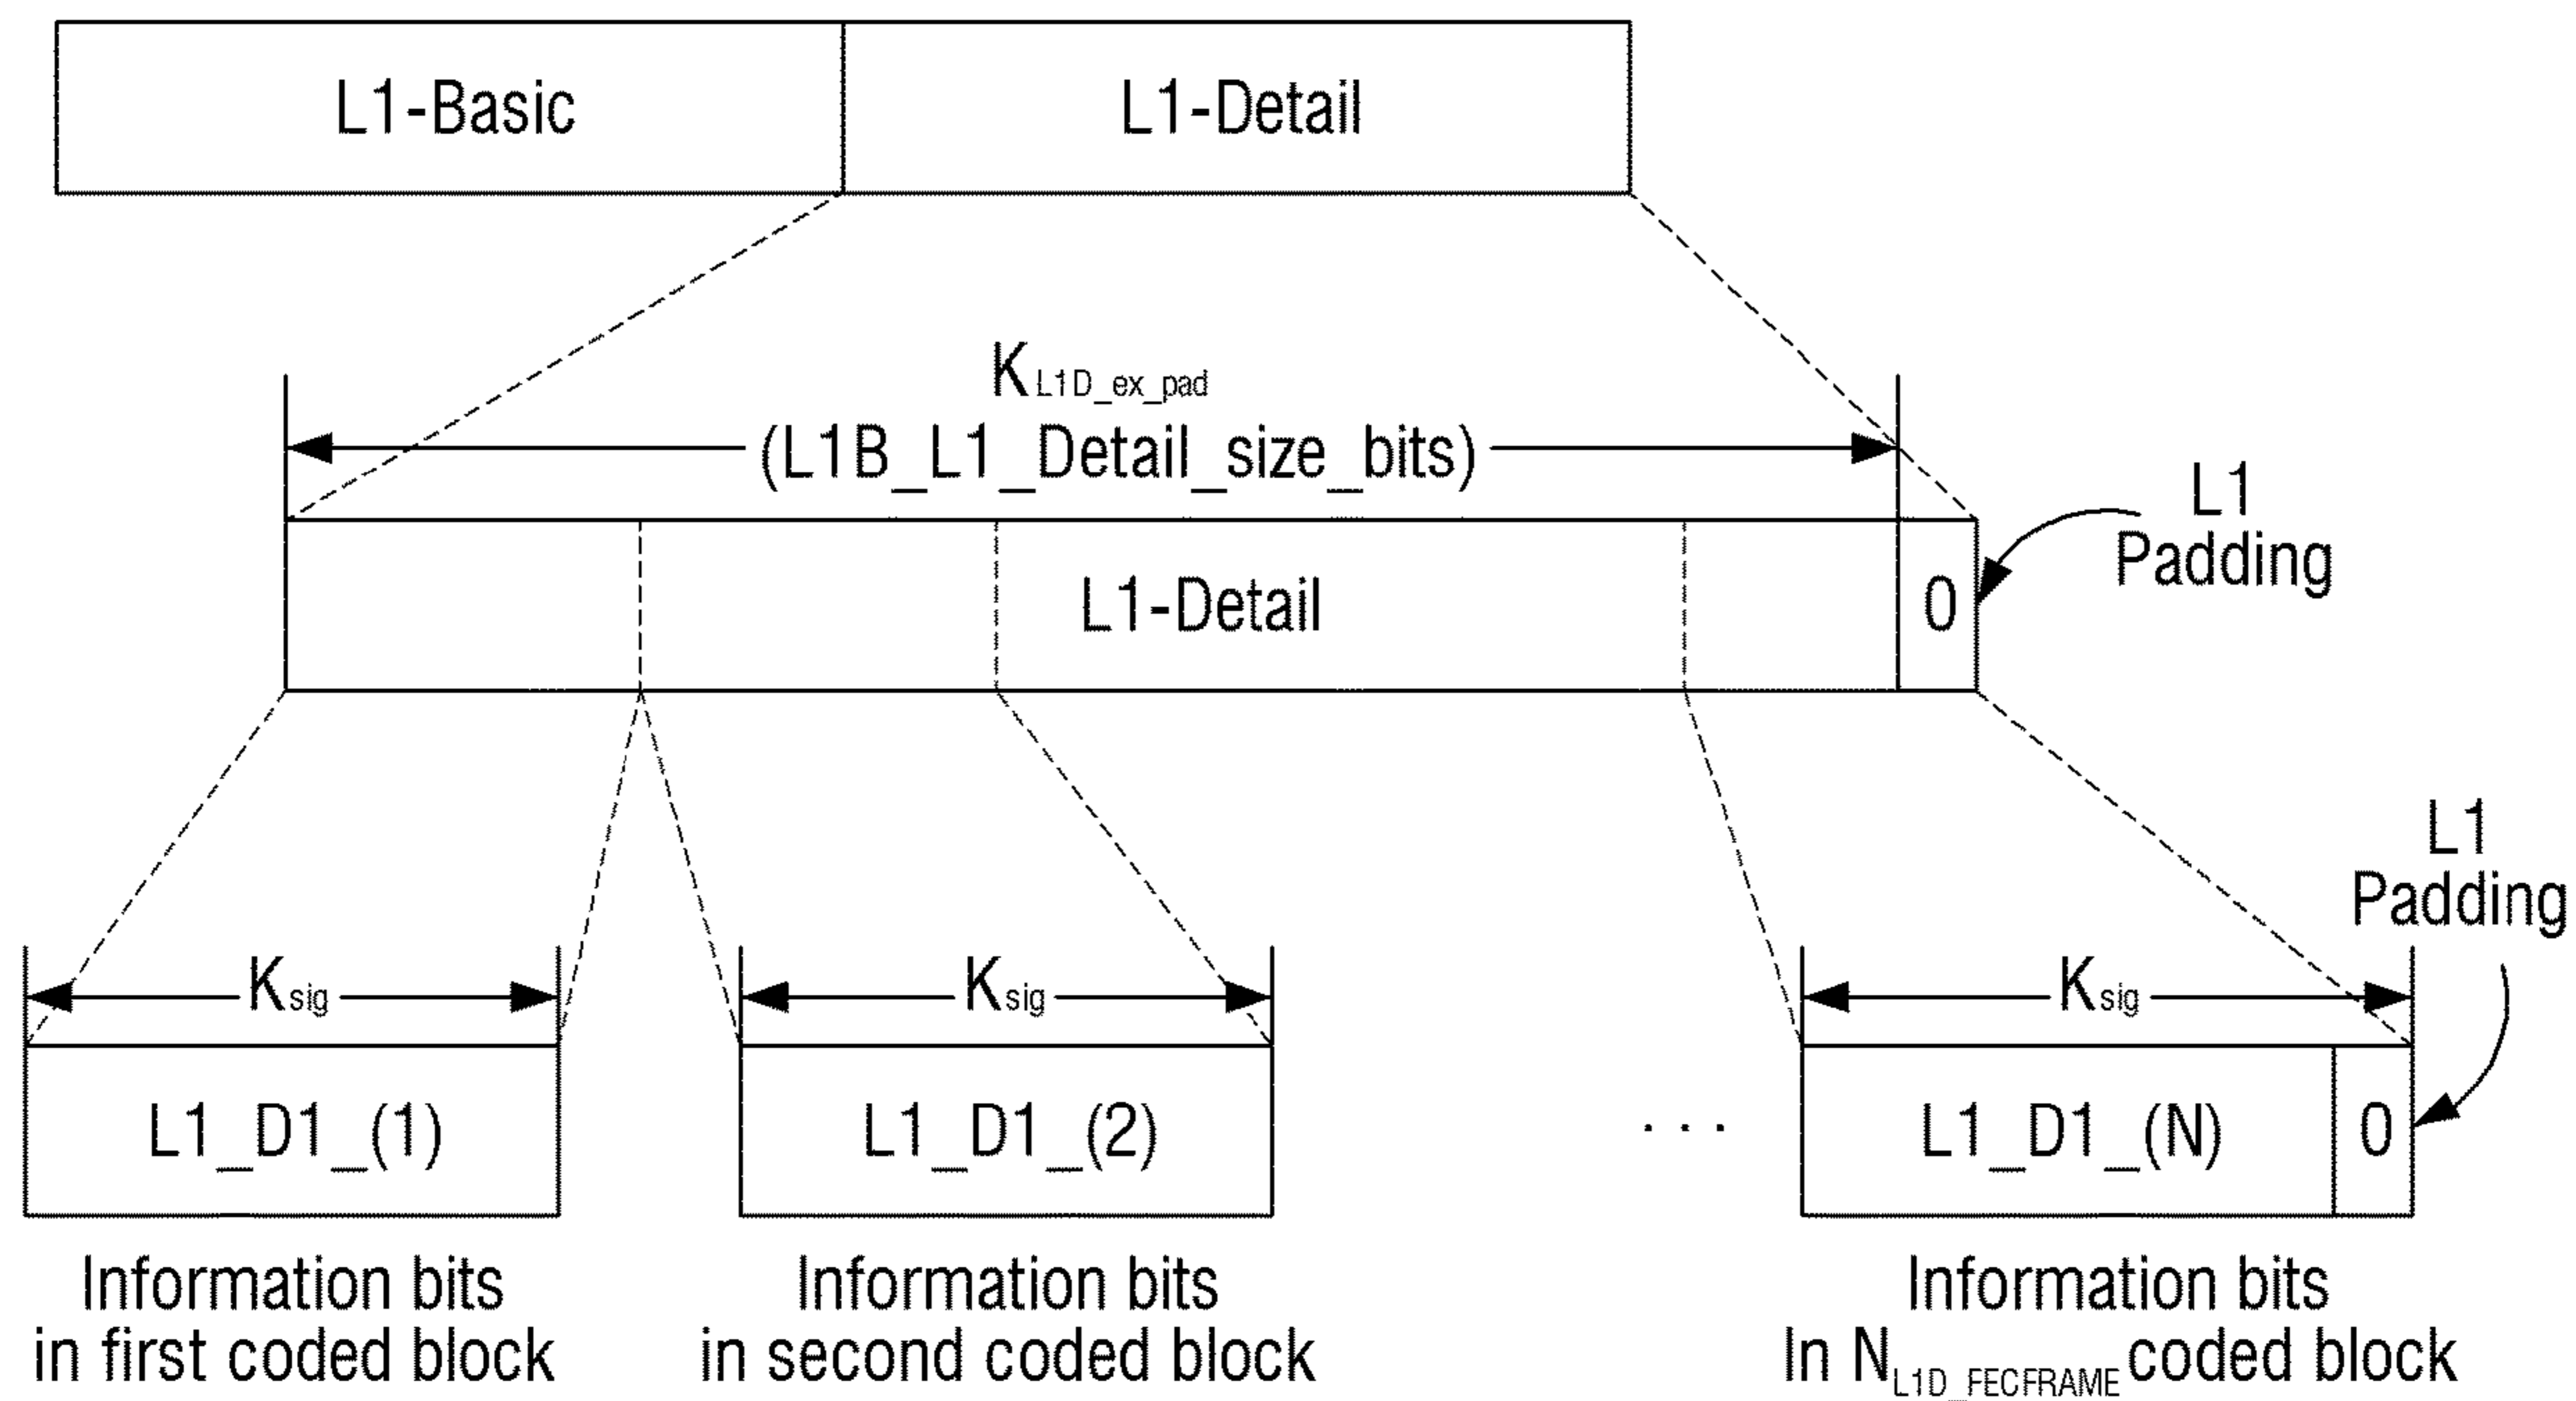 L1-Basic
L1-Detail
K L1D_ex_pad
(L1B_L1_Detail_size_bits)
L1
Padding
L1-Detail
0
L1
Padding
Ksig
Ksig
Ksig
L1_D1_(1)
L1_D1_(2)
. . .
L1_D1_(N)
0
Information bits
in first coded block
Information bits
in second coded block
Information bits
In NL1D_FECFRAME coded block